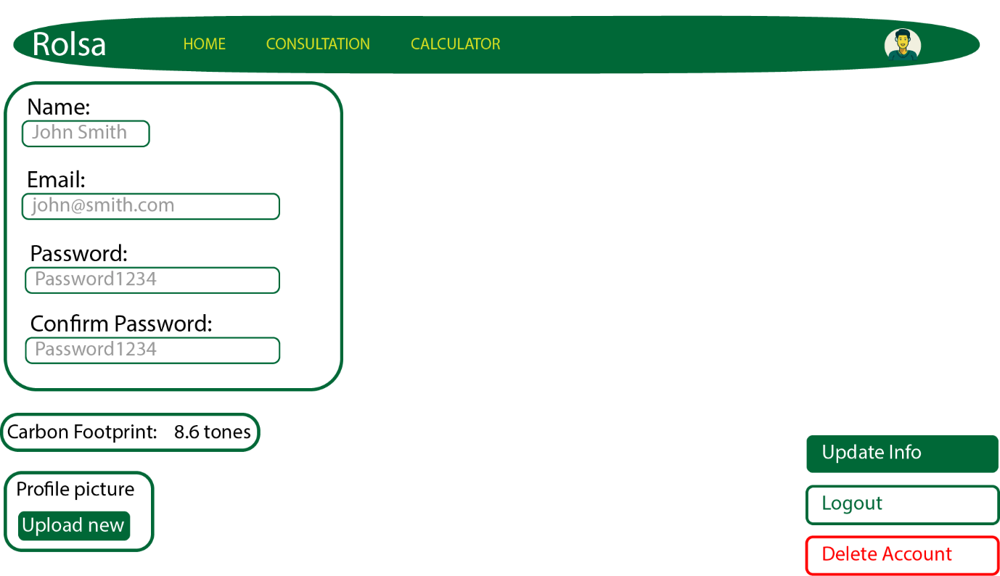 Rolsa HOME CONSULTATION CALCULATOR
Name:
John Smith
Email:
john@smith.com
Password:
Password1234
Confirm Password:
Password1234
Carbon Footprint: 8.6 tones
Profile picture
Upload new
Update Info
Logout
Delete Account